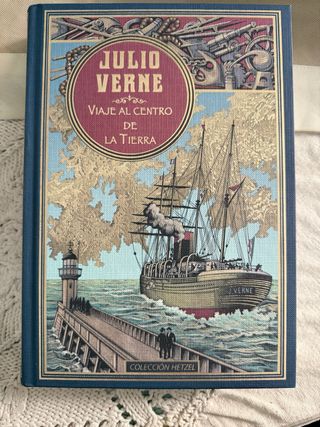 JULIO
VERNE
VIAJE AL CENTRO
DE
LA TIERRA
J. VERNE
COLECCIÓN HETZEL